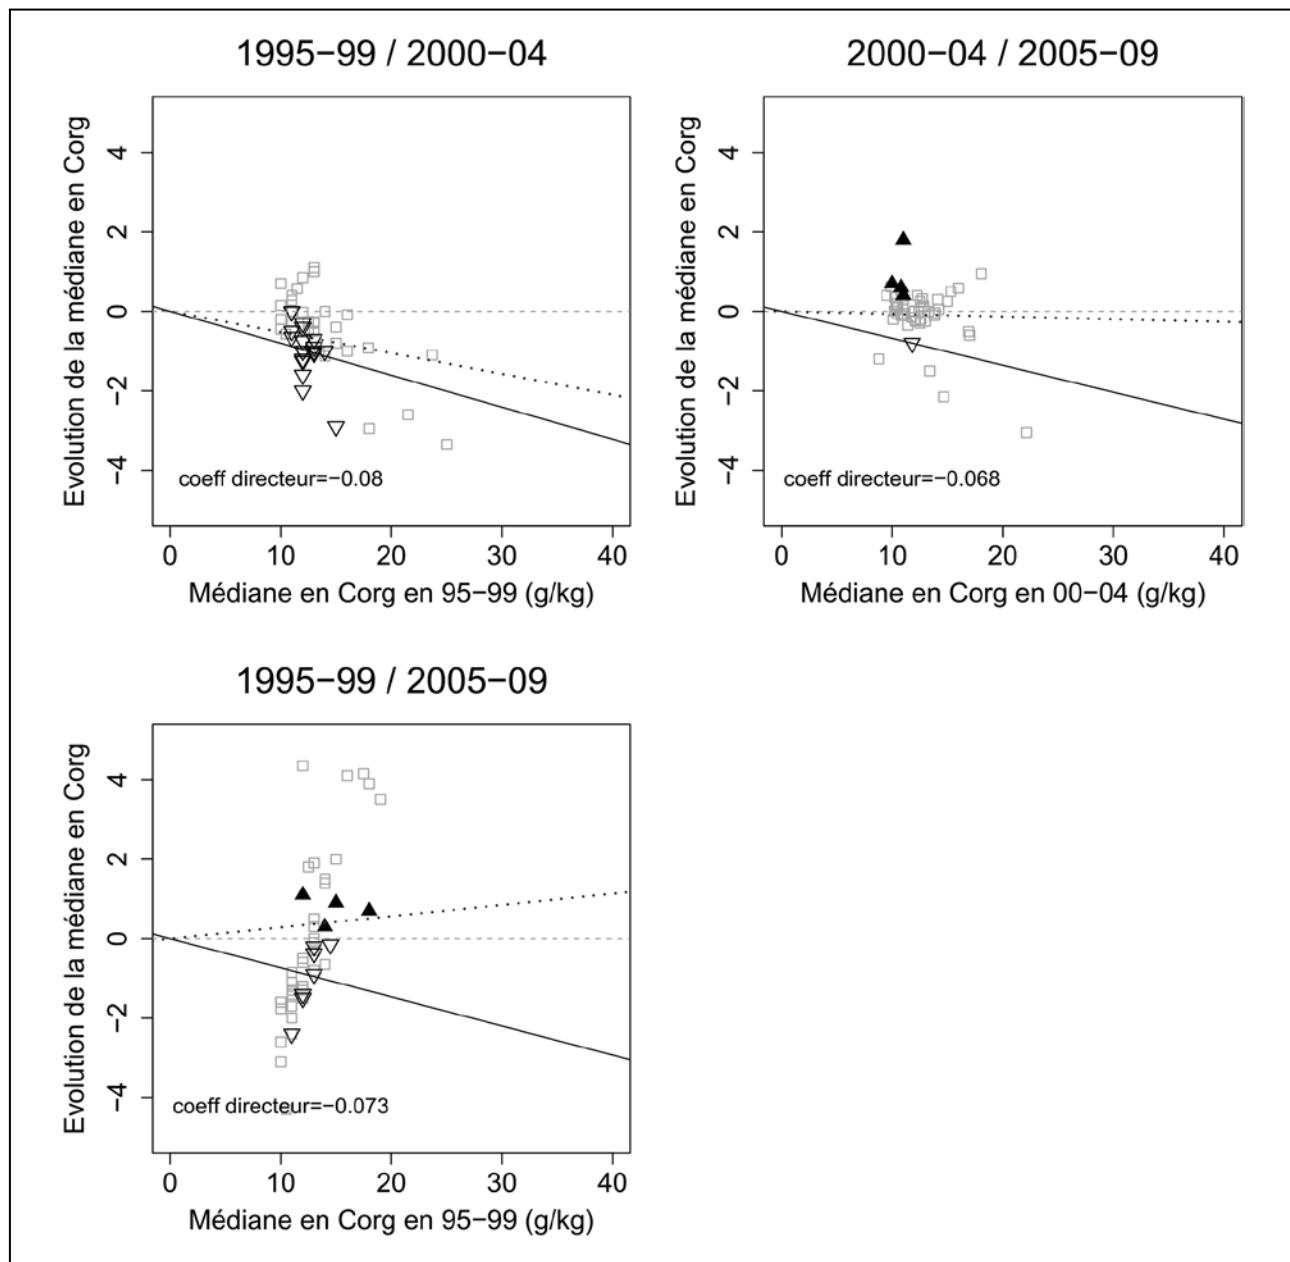 1995−99 / 2000−04
Evolution de la médiane en Corg
4
2
0
−2
−4
coeff directeur=−0.08
0 10 20 30 40
Médiane en Corg en 95−99 (g/kg)
2000−04 / 2005−09
Evolution de la médiane en Corg
4
2
0
−2
−4
coeff directeur=−0.068
0 10 20 30 40
Médiane en Corg en 00−04 (g/kg)
1995−99 / 2005−09
Evolution de la médiane en Corg
4
2
0
−2
−4
coeff directeur=−0.073
0 10 20 30 40
Médiane en Corg en 95−99 (g/kg)